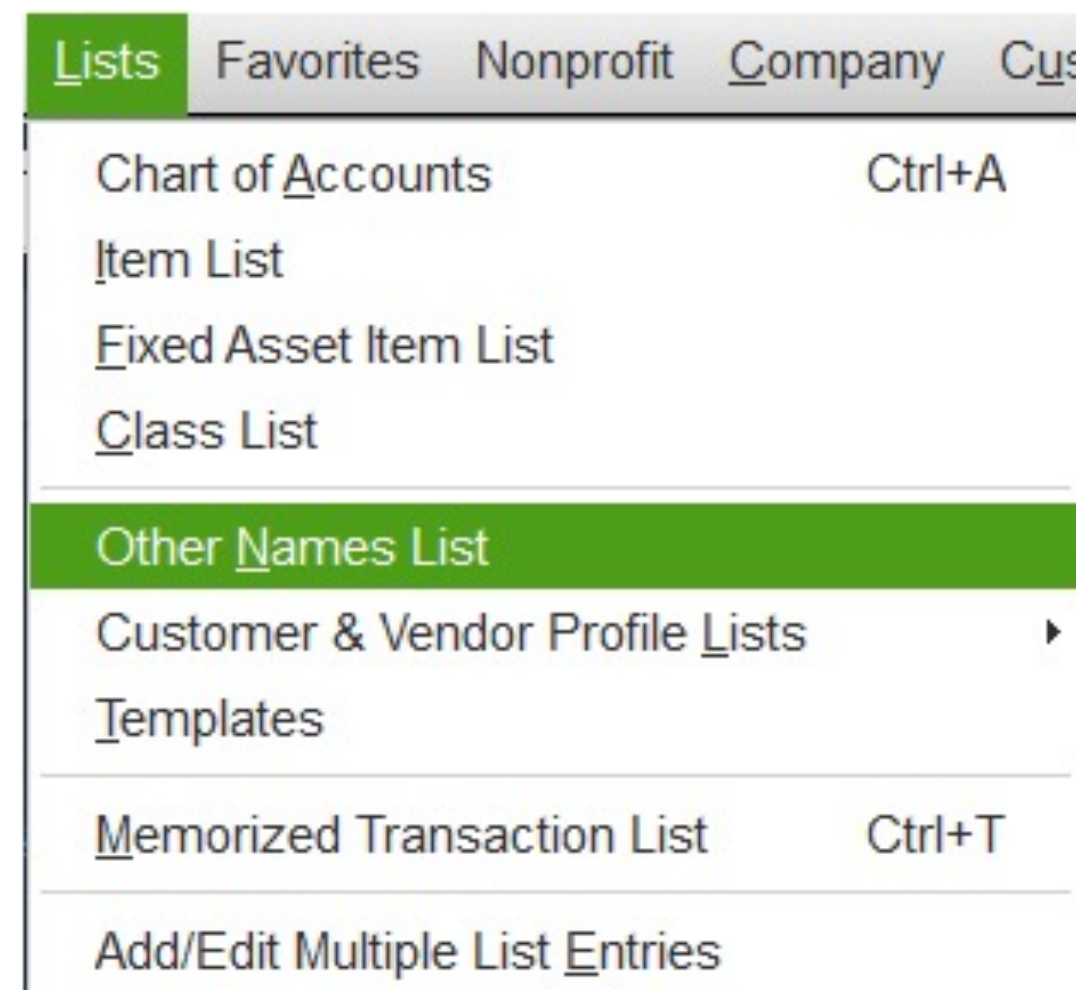 Lists Favorites Nonprofit Company Cus
Chart of Accounts Ctrl+A
Item List
Fixed Asset Item List
Class List
Other Names List
Customer & Vendor Profile Lists
Templates
Memorized Transaction List Ctrl+T
Add/Edit Multiple List Entries